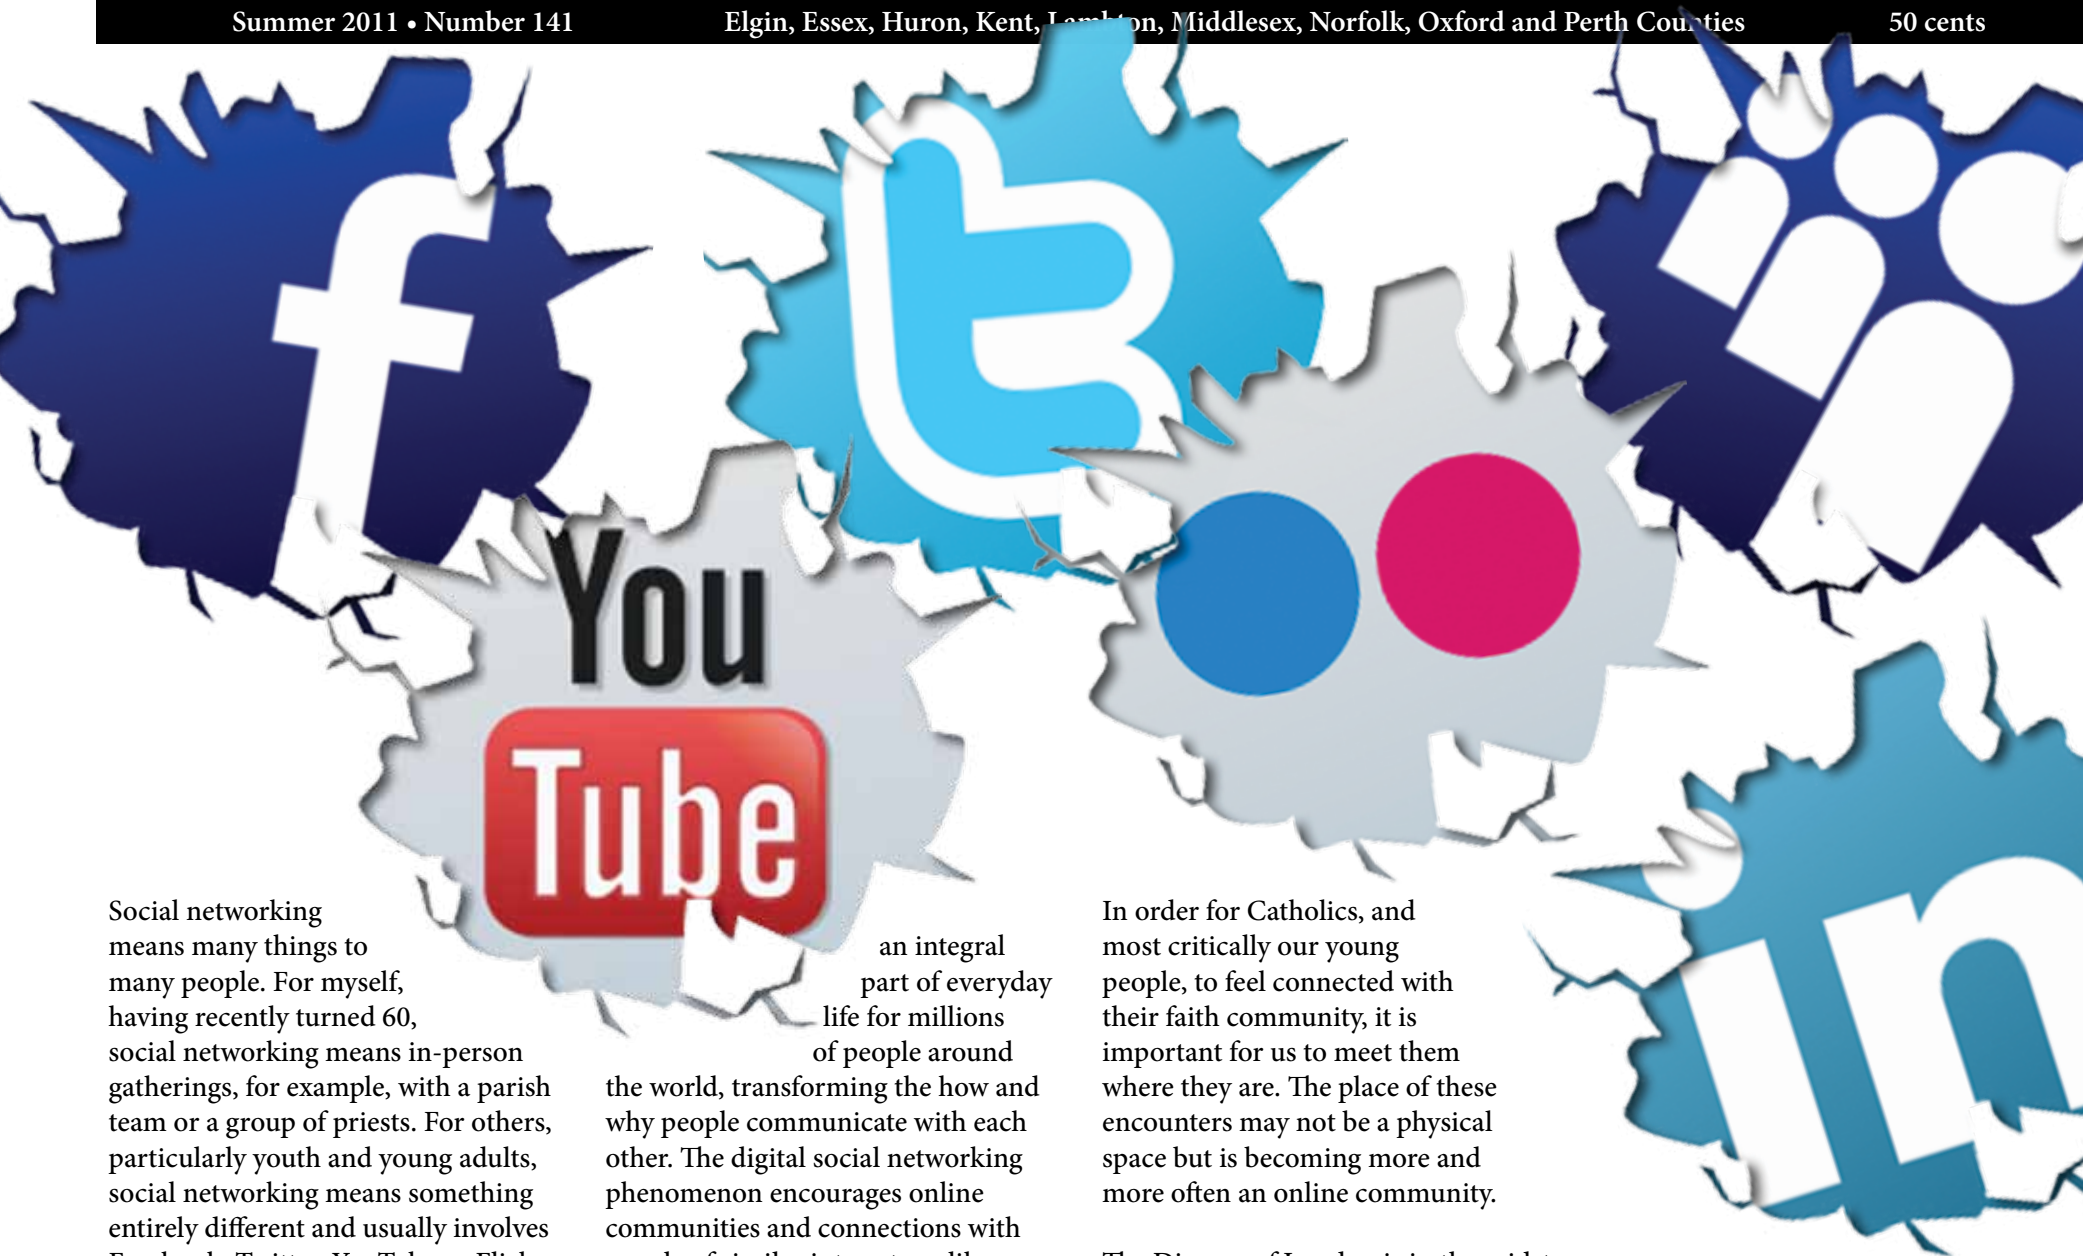 Summer 2011 • Number 141
Elgin, Essex, Huron, Kent, Lambton, Middlesex, Norfolk, Oxford and Perth Counties
50 cents
f
t
You
Tube
in
Social networking
means many things to
many people. For myself,
having recently turned 60,
social networking means in-person
gatherings, for example, with a parish
team or a group of priests. For others,
particularly youth and young adults,
social networking means something
entirely different and usually involves
an integral
part of everyday
life for millions
of people around
the world, transforming the how and
why people communicate with each
other. The digital social networking
phenomenon encourages online
communities and connections with
In order for Catholics, and
most critically our young
people, to feel connected with
their faith community, it is
important for us to meet them
where they are. The place of these
encounters may not be a physical
space but is becoming more and
more often an online community.